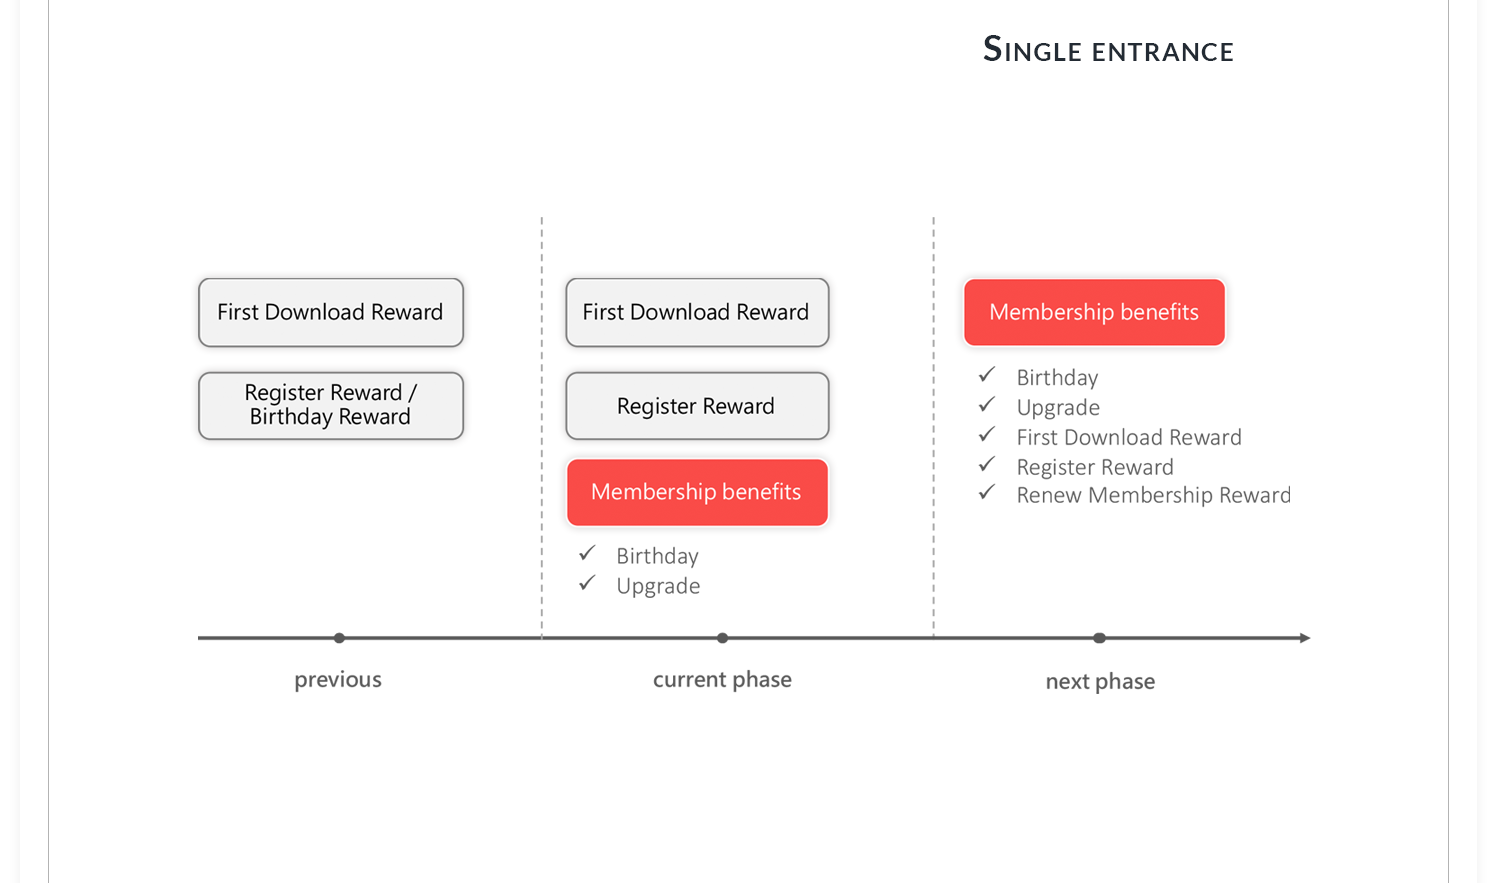 Single entrance
First Download Reward
Register Reward /
Birthday Reward
First Download Reward
Register Reward
Membership benefits
✓ Birthday
✓ Upgrade
Membership benefits
✓ Birthday
✓ Upgrade
✓ First Download Reward
✓ Register Reward
✓ Renew Membership Reward
previous
current phase
next phase